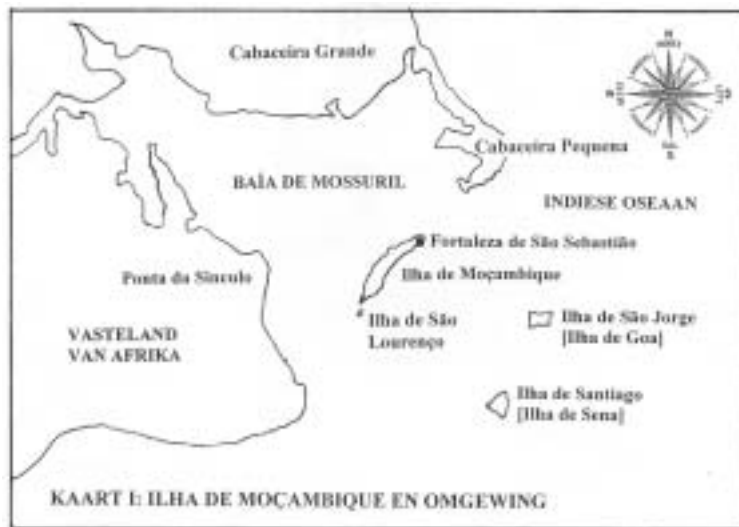 Cabaceira Grande
N
Cabaceira Pequena
BAÍA DE MOSSURIL
INDIESE OSEAAN
Fortaleza de São Sebastião
Ilha de Moçambique
Ponta da Sinculo
Ilha de São
Lourenço
Ilha de São Jorge
[Ilha de Goa]
VASTELAND
VAN AFRIKA
Ilha de Santiago
[Ilha de Sena]
KAART I: ILHA DE MOÇAMBIQUE EN OMGEWING